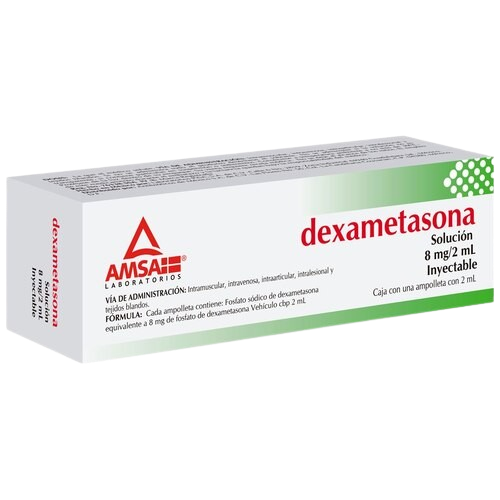 dexametasona
Solución
8 mg/2 mL
Inyectable
Caja con una ampolleta con 2 mL
AMSA
LABORATORIOS
VÍA DE ADMINISTRACIÓN: Intramuscular, intravenosa, intraarticular, intralesional y
tejidos blandos.
FÓRMULA: Cada ampolleta contiene: Fosfato sódico de dexametasona
equivalente a 8 mg de fosfato de dexametasona Vehículo cbp 2 mL
dexametasona
Solución
8 mg/2 mL
Inyectable